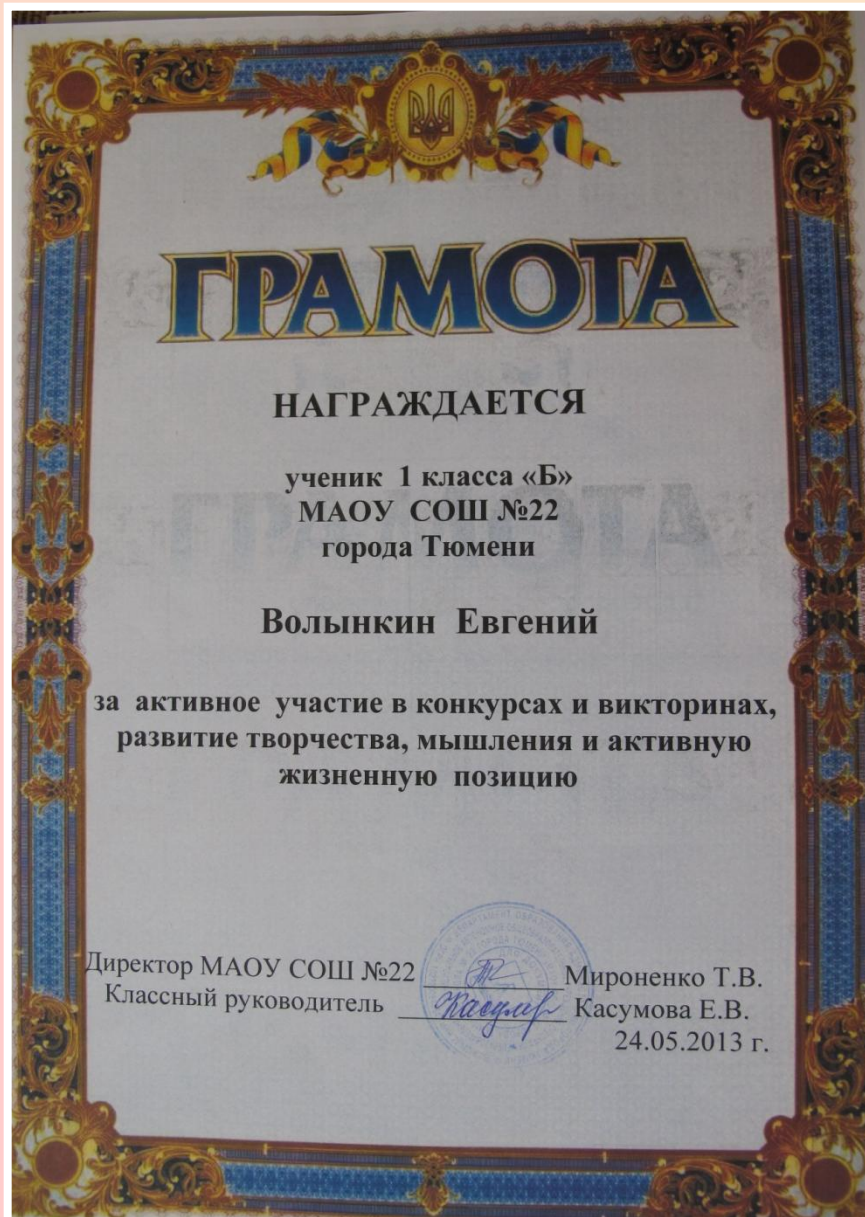 ГРАМОТА
НАГРАЖДАЕТСЯ
ученик 1 класса «Б»
МАОУ СОШ №22
города Тюмени
Волынкин Евгений
за активное участие в конкурсах и викторинах,
развитие творчества, мышления и активную
жизненную позицию
Директор МАОУ СОШ №22 Мироненко Т.В.
Классный руководитель Касумова Е.В.
24.05.2013 г.